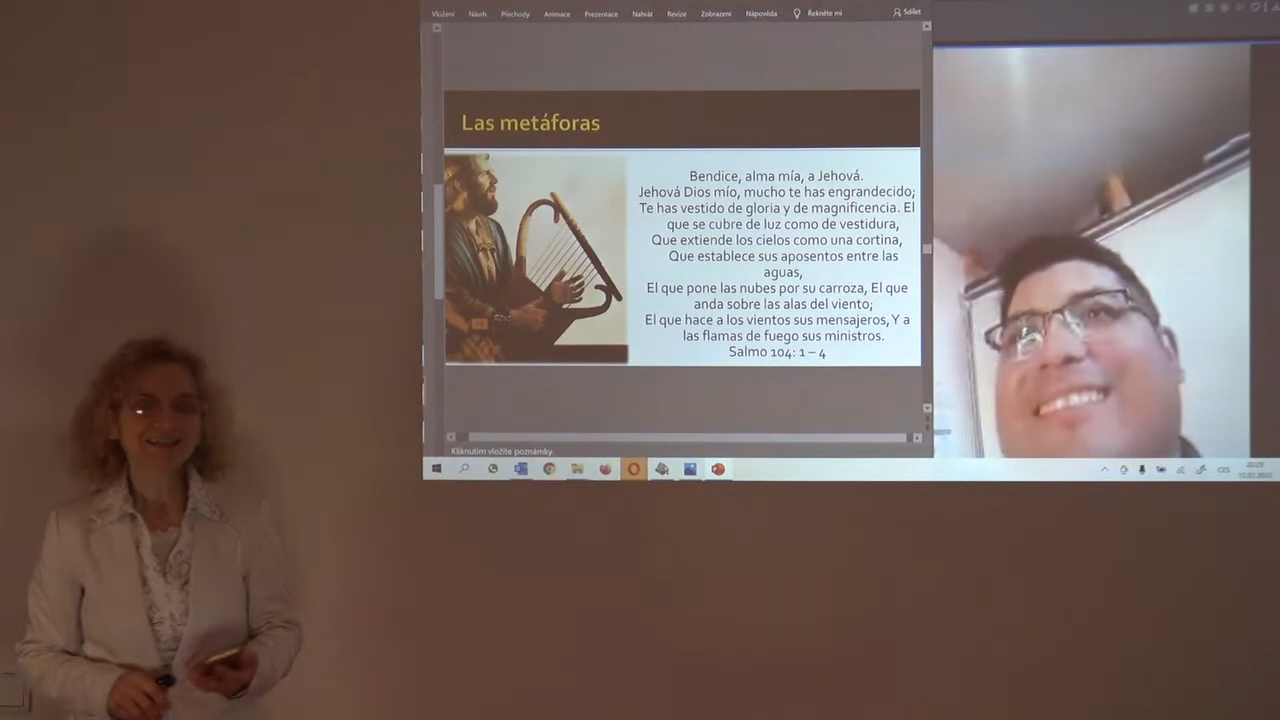 Vložení Návrh Přechody Animace Prezentace Nahrát Revize Zobrazení Nápověda Řekněte mi Sdílet
Las metáforas
Bendice, alma mía, a Jehová.
Jehová Dios mío, mucho te has engrandecido;
Te has vestido de gloria y de magnificencia. El
que se cubre de luz como de vestidura,
Que extiende los cielos como una cortina,
Que establece sus aposentos entre las
aguas,
El que pone las nubes por su carroza, El que
anda sobre las alas del viento;
El que hace a los vientos sus mensajeros, Y a
las flamas de fuego sus ministros.
Salmo 104: 1 – 4
Kliknutím vložíte poznámky.
CES